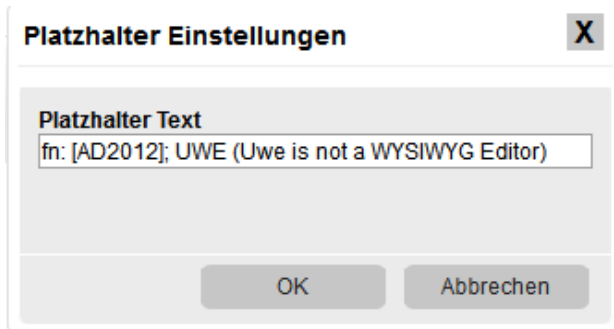 Platzhalter Einstellungen X
Platzhalter Text
fn: [AD2012]; UWE (Uwe is not a WYSIWYG Editor)
OK Abbrechen